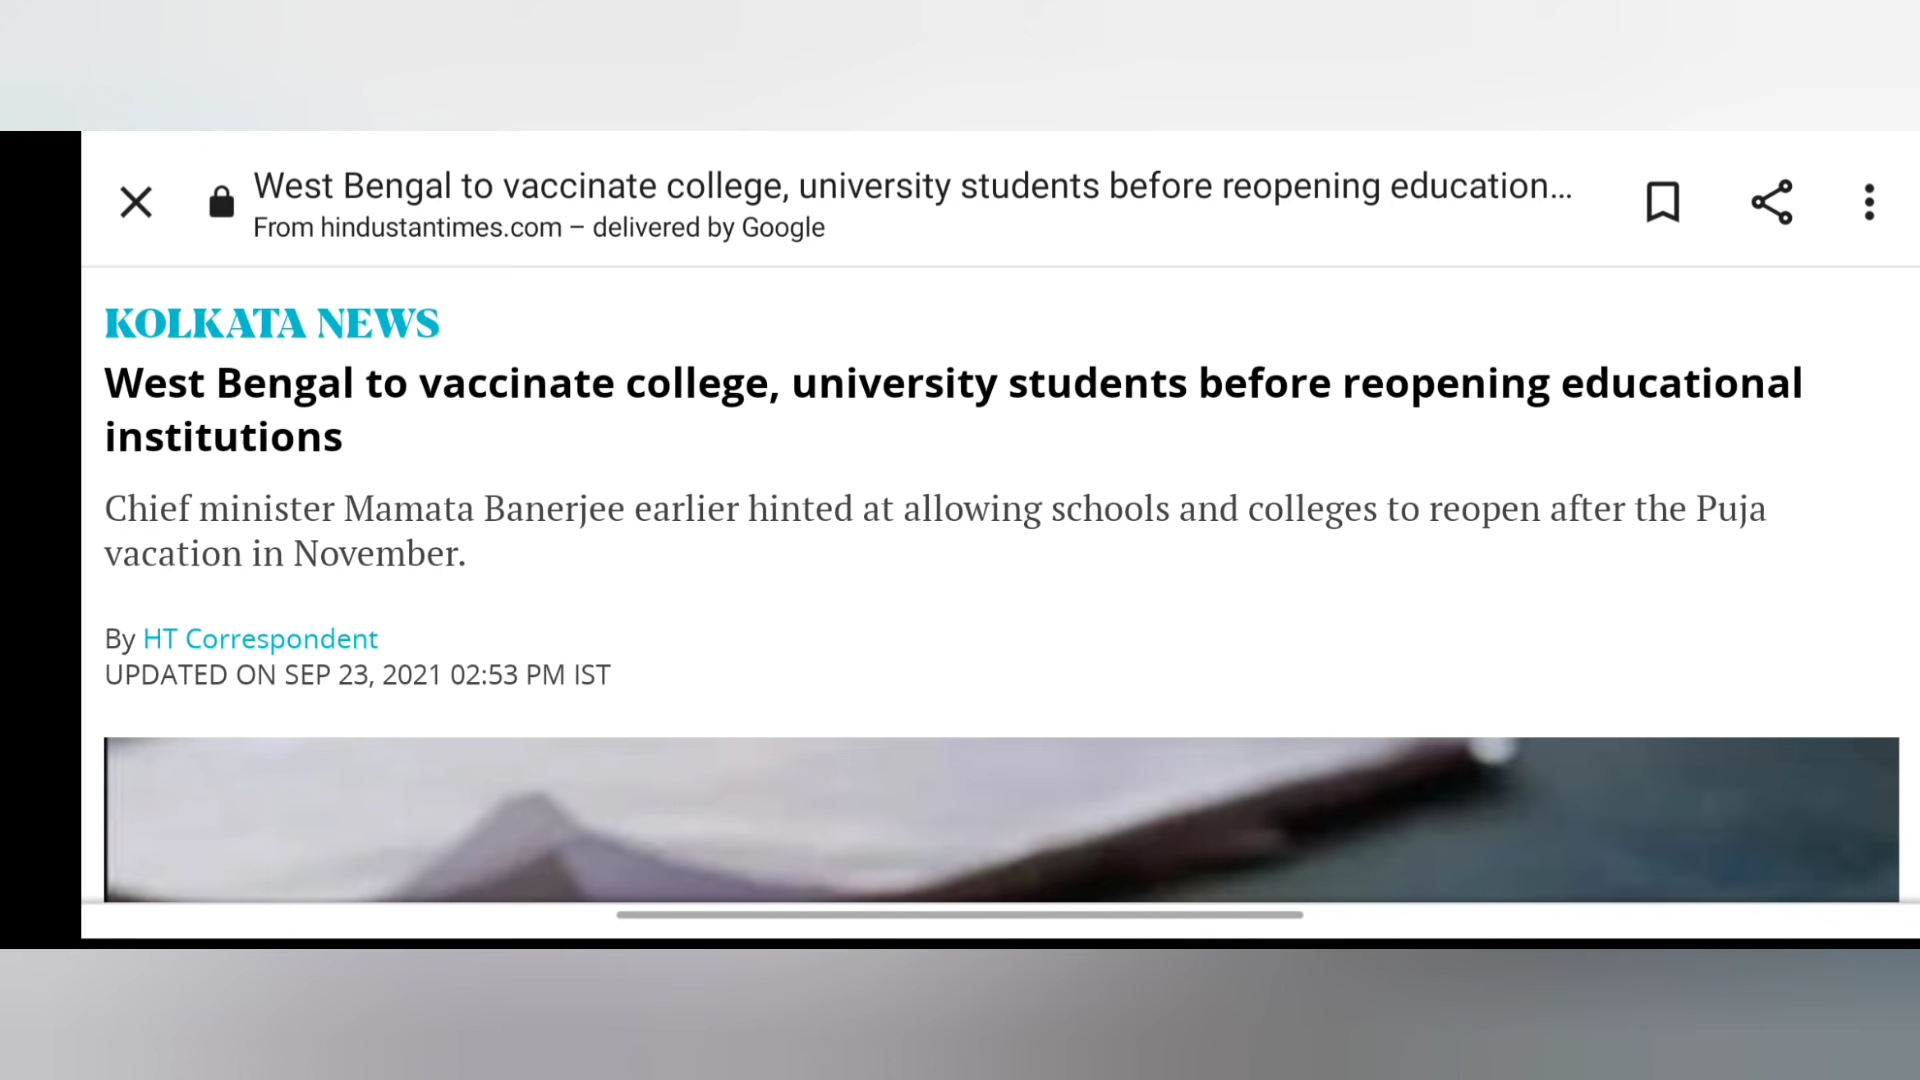 West Bengal to vaccinate college, university students before reopening education...
From hindustantimes.com – delivered by Google
KOLKATA NEWS
West Bengal to vaccinate college, university students before reopening educational
institutions
Chief minister Mamata Banerjee earlier hinted at allowing schools and colleges to reopen after the Puja
vacation in November.
By HT Correspondent
UPDATED ON SEP 23, 2021 02:53 PM IST